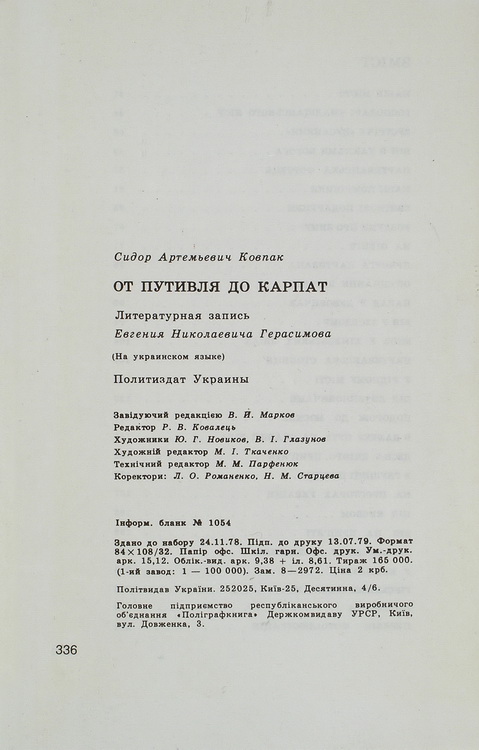 Сидор Артемьевич Ковпак
ОТ ПУТИВЛЯ ДО КАРПАТ
Литературная запись
Евгения Николаевича Герасимова
(На украинском языке)
Политиздат Украины
Завідуючий редакцією В. Й. Марков
Редактор Р. В. Ковалець
Художники Ю. Г. Новиков, В. І. Глазунов
Художній редактор М. І. Ткаченко
Технічний редактор М. М. Парфенюк
Коректори: Л. О. Романенко, Н. М. Старцева
Інформ. бланк № 1054
Здано до набору 24.11.78. Підп. до друку 13.07.79. Формат
84×108/32. Папір офс. Шкіл. гарн. Офс. друк. Ум.-друк.
арк. 15,12. Облік.-вид. арк. 9,38 + іл. 8,61. Тираж 165 000.
(1-ий завод: 1 — 100 000). Зам. 8—2972. Ціна 2 крб.
Політвидав України. 252025, Київ-25, Десятинна, 4/6.
Головне підприємство республіканського виробничого
об'єднання «Поліграфкнига» Держкомвидаву УРСР, Київ,
вул. Довженка, 3.
336